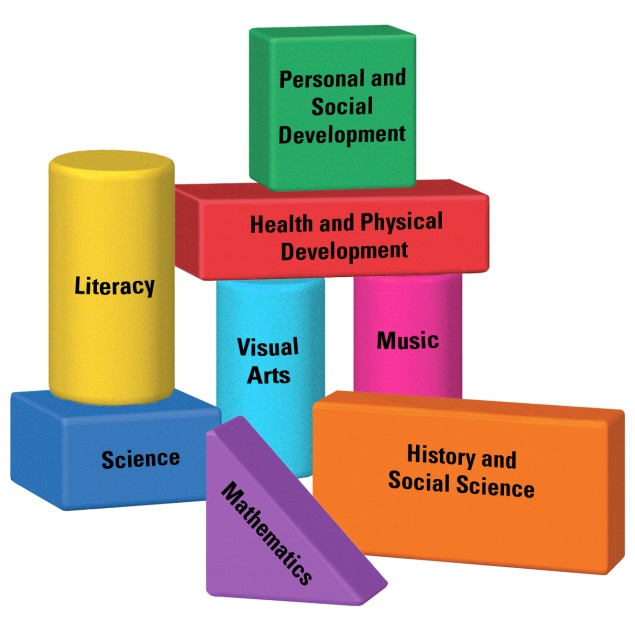 Personal and
Social
Development
Health and Physical
Development
Literacy
Visual
Arts
Music
Science
History and
Social Science
Mathematics